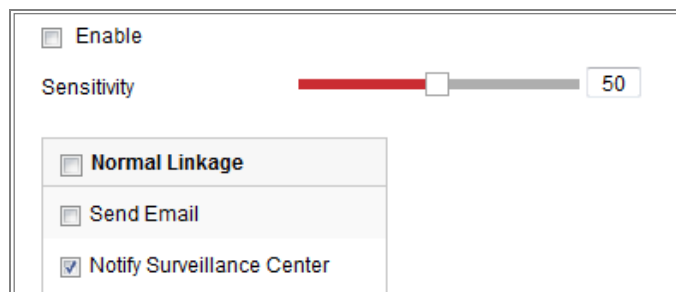 Enable
Sensitivity 50
Normal Linkage
Send Email
Notify Surveillance Center